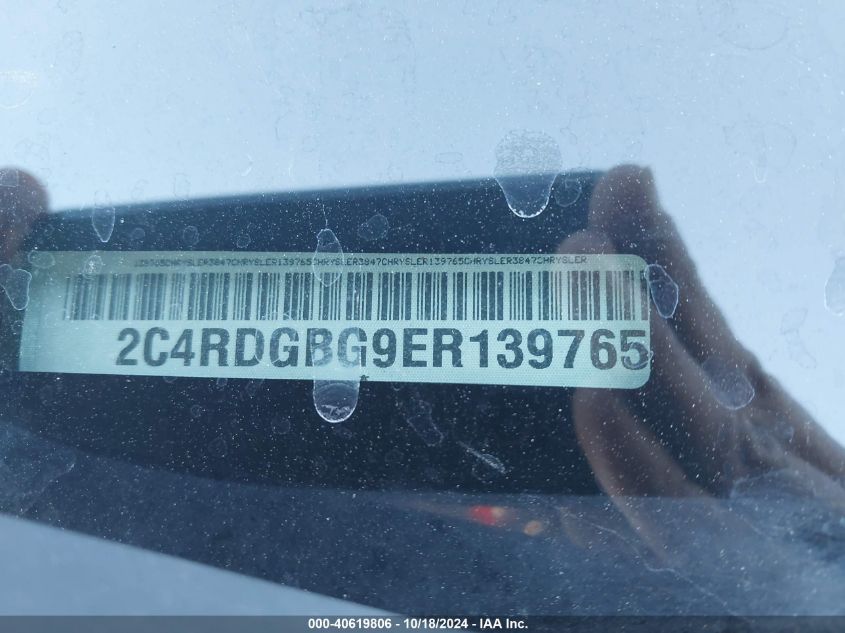 139765CHRYSLER3847CHRYSLER139765CHRYSLER3847CHRYSLER139765CHRYSLER3847CHRYSLER
2C4RDGBG9ER139765
000-40619806 - 10/18/2024 - IAA Inc.